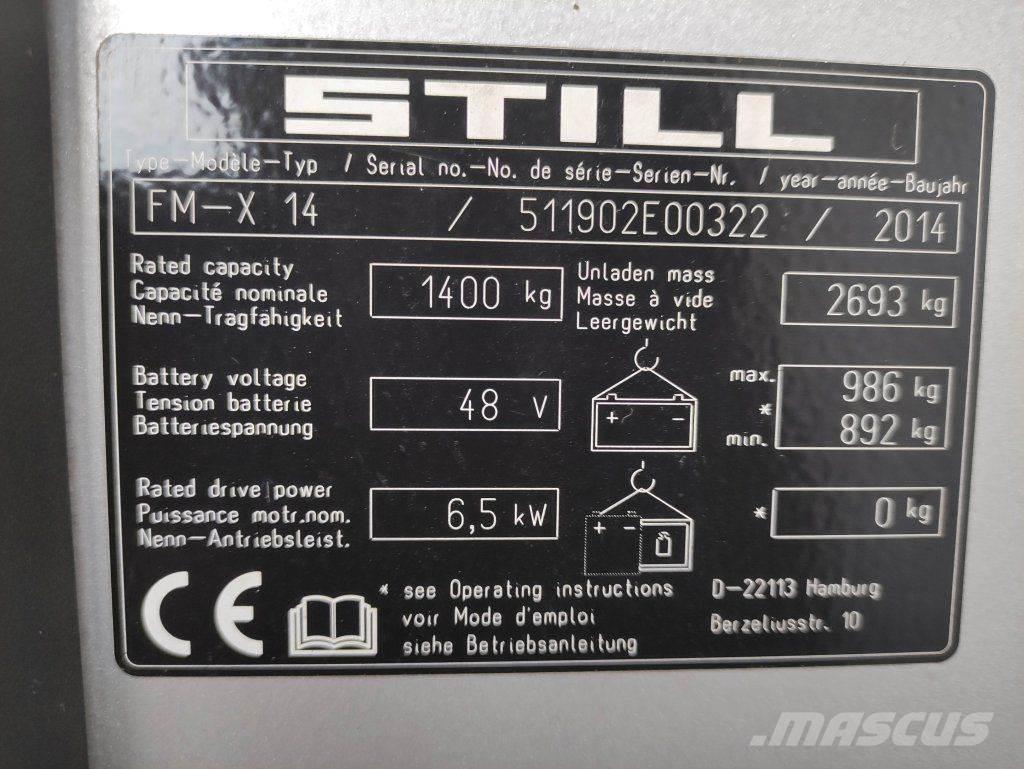 STILL
Type-Modèle-Typ / Serial no.-No. de série-Serien-Nr. / year-année-Baujahr
FM-X 14 / 511902E00322 / 2014
Rated capacity
Capacité nominale
Nenn-Tragfähigkeit
1400 kg
Unladen mass
Masse à vide
Leergewicht
2693 kg
Battery voltage
Tension batterie
Batteriespannung
48 V
+ -
max. 986 kg
*
min. 892 kg
Rated drive power
Puissance motr.nom.
Nenn-Antriebsleist.
6,5 kW
+ -
* 0 kg
CE
* see Operating instructions
voir Mode d'emploi
siehe Betriebsanleitung
D-22113 Hamburg
Berzeliusstr. 10
MASCUS